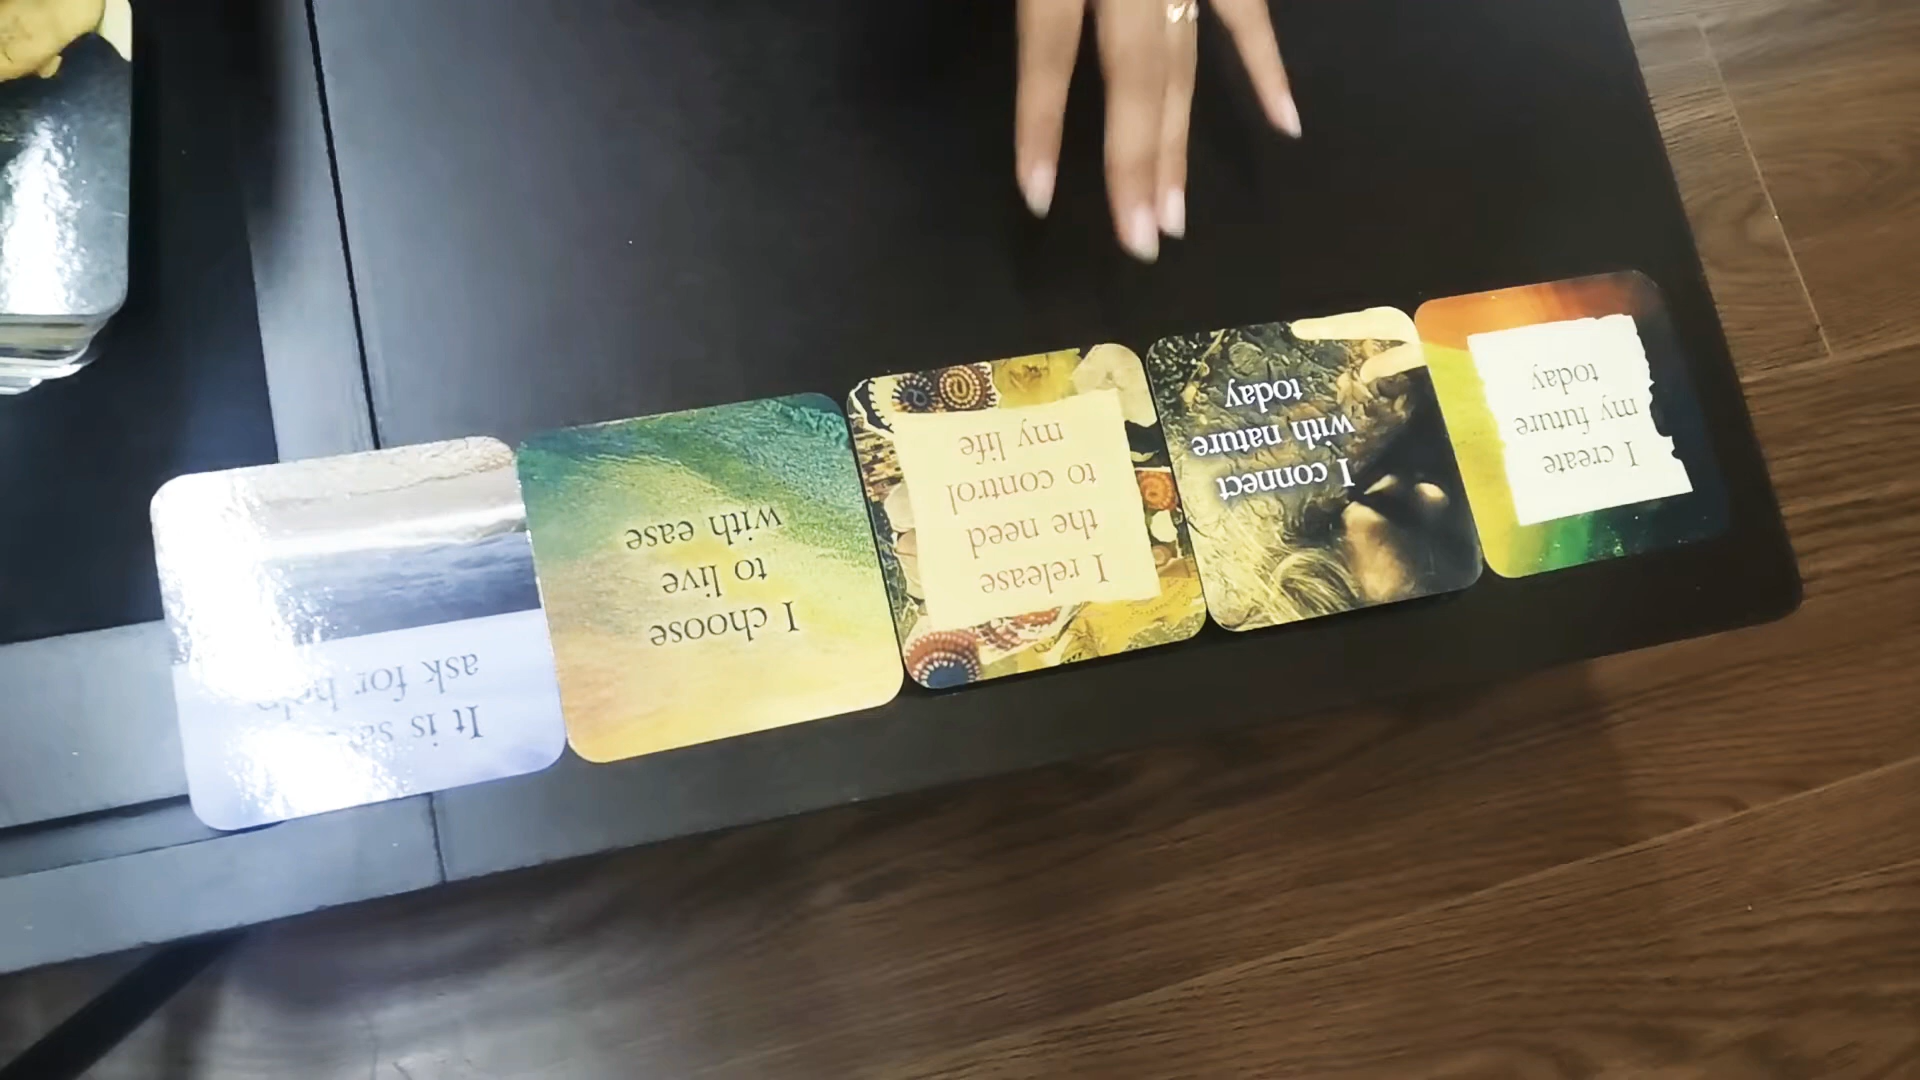 I create
my future
today
I connect
with nature
today
I release
the need
to control
my life
I choose
to live
with ease
It is
ask for help